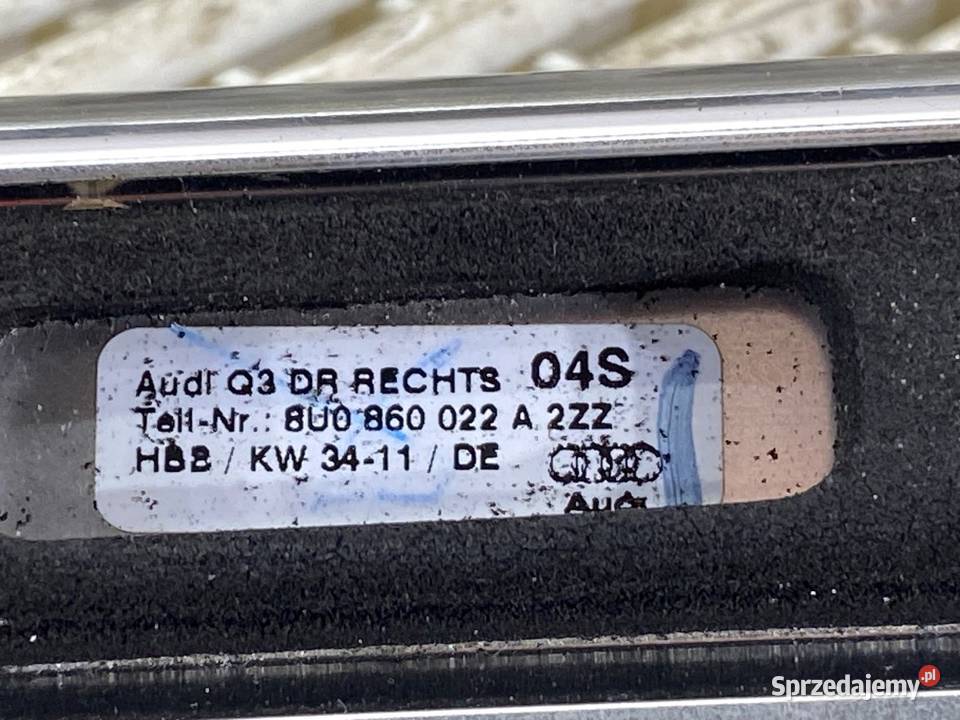 Audi Q3 DR RECHTS 04S
Teil-Nr.: 8U0 860 022 A 2ZZ
HBB / KW 34-11 / DE
Audi
Sprzedajemy.pl